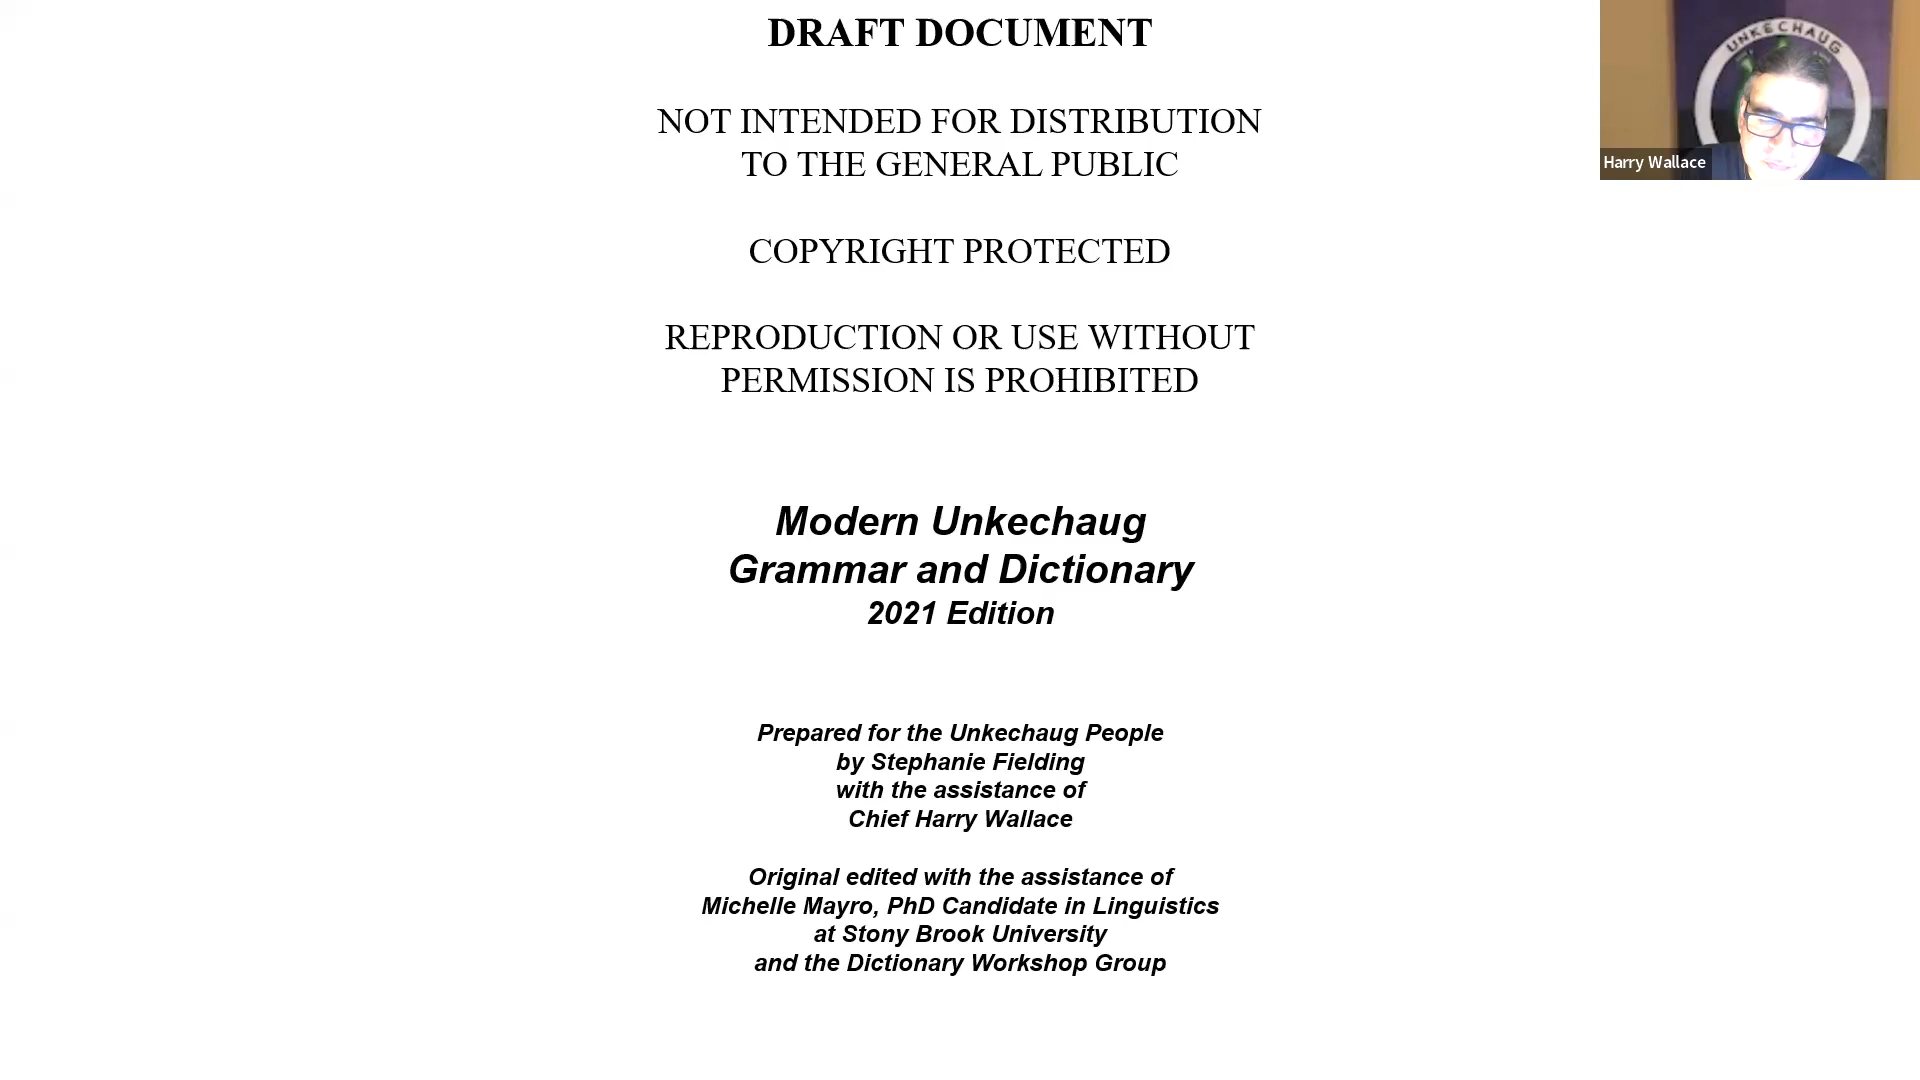 DRAFT DOCUMENT
NOT INTENDED FOR DISTRIBUTION
TO THE GENERAL PUBLIC
COPYRIGHT PROTECTED
REPRODUCTION OR USE WITHOUT
PERMISSION IS PROHIBITED
Modern Unkechaug
Grammar and Dictionary
2021 Edition
Prepared for the Unkechaug People
by Stephanie Fielding
with the assistance of
Chief Harry Wallace
Original edited with the assistance of
Michelle Mayro, PhD Candidate in Linguistics
at Stony Brook University
and the Dictionary Workshop Group
UNKECHAUG
Harry Wallace